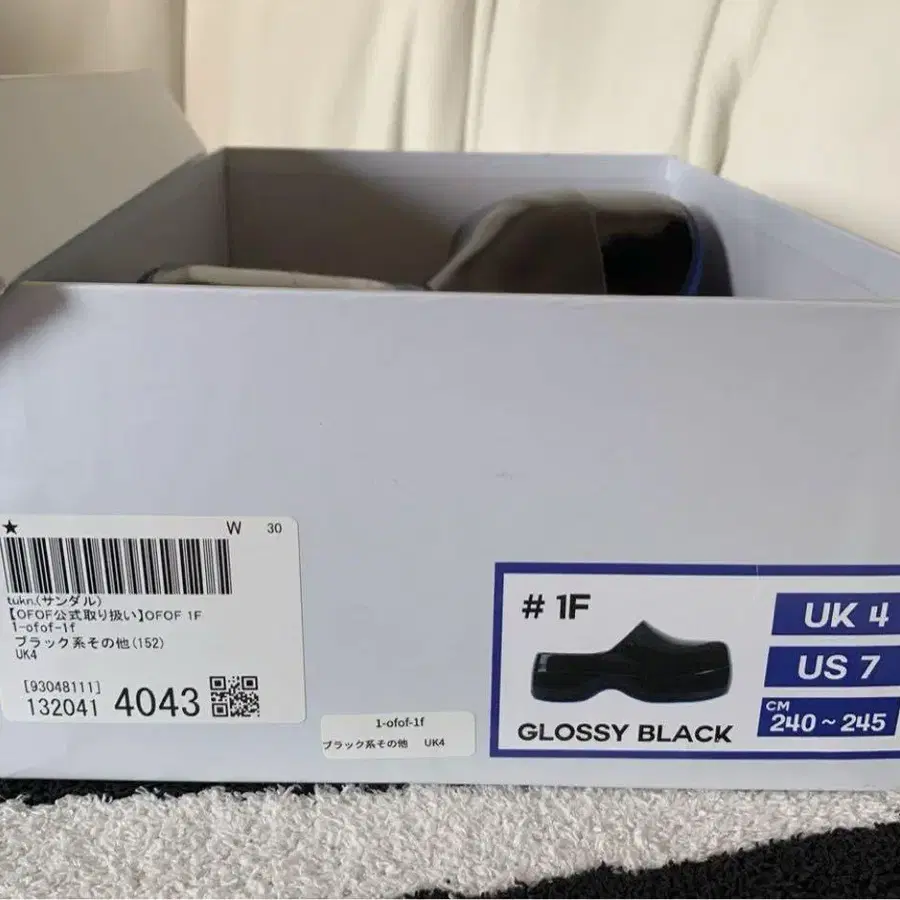 ★ W 30
tukn.(サンダル)
【OFOF公式取り扱い】OFOF 1F
1-ofof-1f
ブラック系その他(152)
UK4
[93048111]
132041 4043
1-ofof-1f
ブラック系その他 UK4
# 1F
GLOSSY BLACK
UK 4
US 7
CM
240 ~ 245